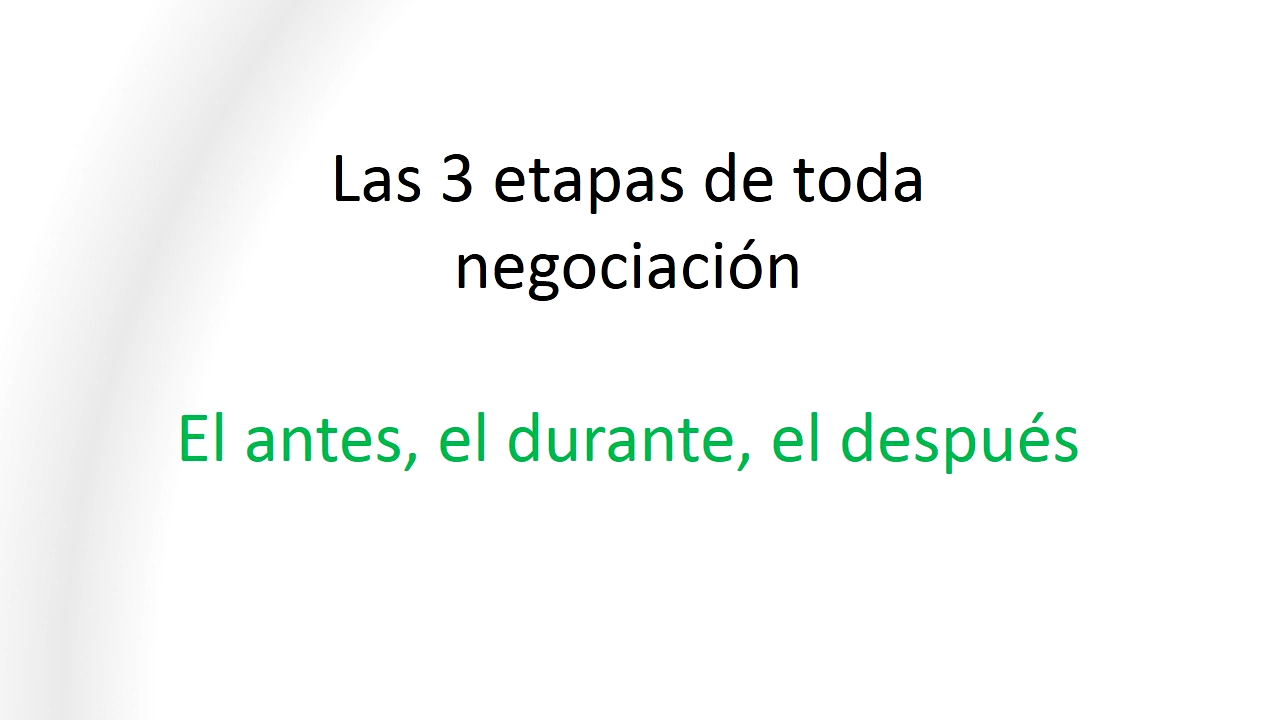 Las 3 etapas de toda
negociación
El antes, el durante, el después